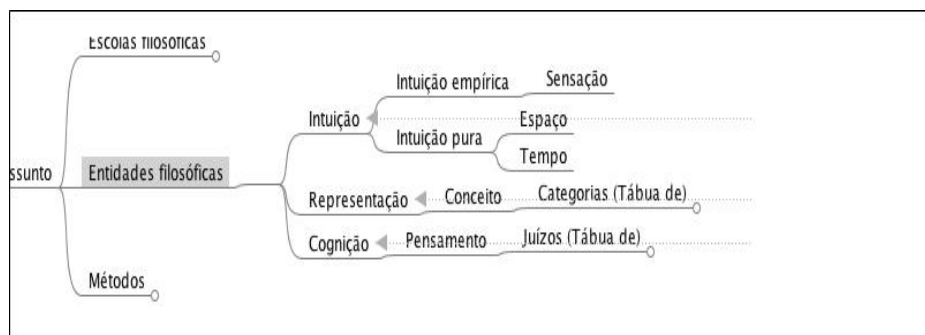 Escolas filosóficas
Intuição empírica
Sensação
Intuição
Espaço
Intuição pura
Tempo
ssunto
Entidades filosóficas
Representação
Conceito
Categorias (Tábua de)
Cognição
Pensamento
Juízos (Tábua de)
Métodos